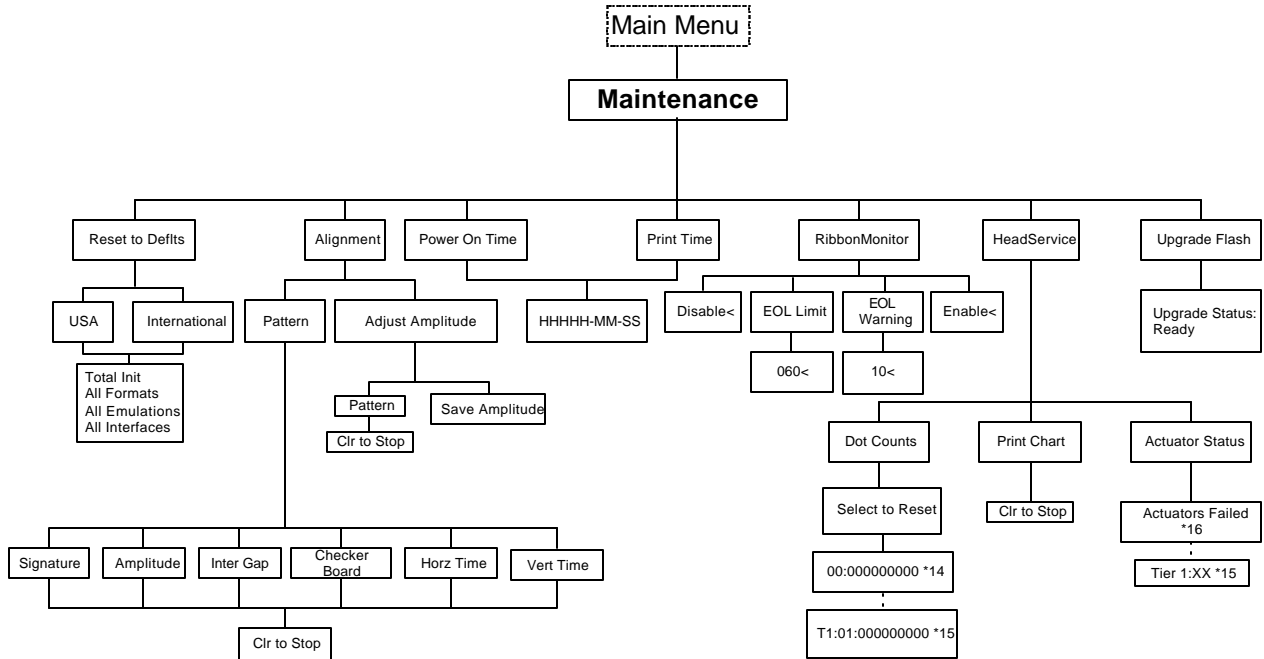 Main Menu
Maintenance
Reset to Deflts
Alignment
Power On Time
Print Time
RibbonMonitor
HeadService
Upgrade Flash
USA
International
Pattern
Adjust Amplitude
HHHHH-MM-SS
Disable<
EOL Limit
EOL
Warning
Enable<
Upgrade Status:
Ready
Total Init
All Formats
All Emulations
All Interfaces
Pattern
Save Amplitude
Clr to Stop
060<
10<
Dot Counts
Print Chart
Actuator Status
Select to Reset
Clr to Stop
Actuators Failed
*16
Signature
Amplitude
Inter Gap
Checker
Board
Horz Time
Vert Time
00:000000000 *14
Tier 1:XX *15
Clr to Stop
T1:01:000000000 *15